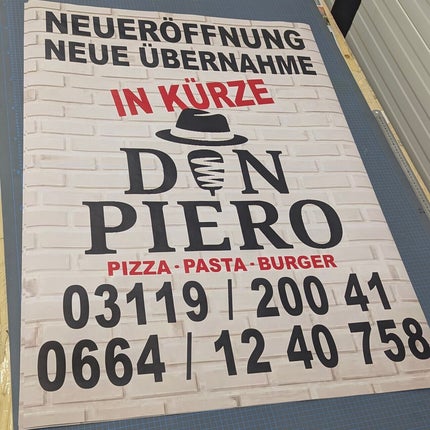 NEUERÖFFNUNG
NEUE ÜBERNAHME
IN KÜRZE
DON
PIERO
PIZZA - PASTA - BURGER
03119 / 200 41
0664 / 12 40 758